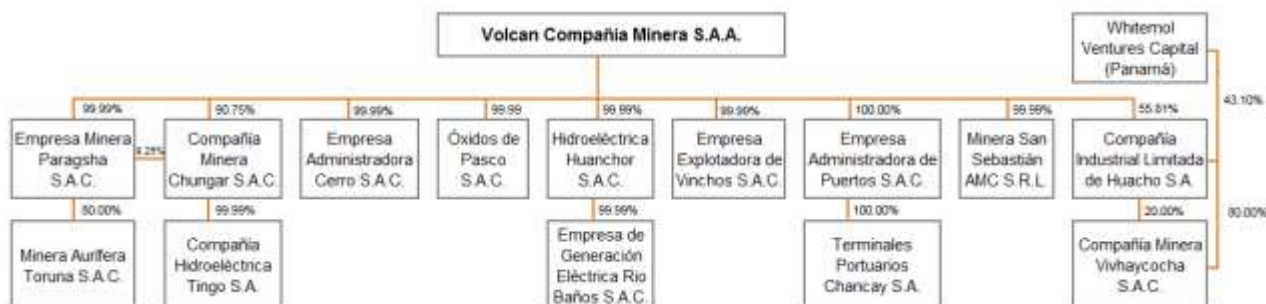 Volcan Compañia Minera S.A.A.
Whitemol
Ventures Capital
(Panamá)
43.10%
99.99%
90.75%
99.99%
99.99
99.99%
99.99%
100.00%
99.99%
55.81%
Empresa Minera
Paragsha
S.A.C.
9.25%
Compañía
Minera
Chungar S.A.C.
Empresa
Administradora
Cerro S.A.C.
Óxidos de
Pasco
S.A.C.
Hidroeléctrica
Huanchor
S.A.C.
Empresa
Explotadora de
Vinchos S.A.C.
Empresa
Administradora de
Puertos S.A.C.
Minera San
Sebastián
AMC S.R.L.
Compañía
Industrial Limitada
de Huacho S.A.
80.00%
99.99%
99.99%
100.00%
20.00%
80.00%
Minera Aurífera
Toruna S.A.C.
Compañía
Hidroeléctrica
Tingo S.A.
Empresa de
Generación
Eléctrica Rio
Baños S.A.C.
Terminales
Portuarios
Chancay S.A.
Compañía Minera
Vivhaycocha
S.A.C.